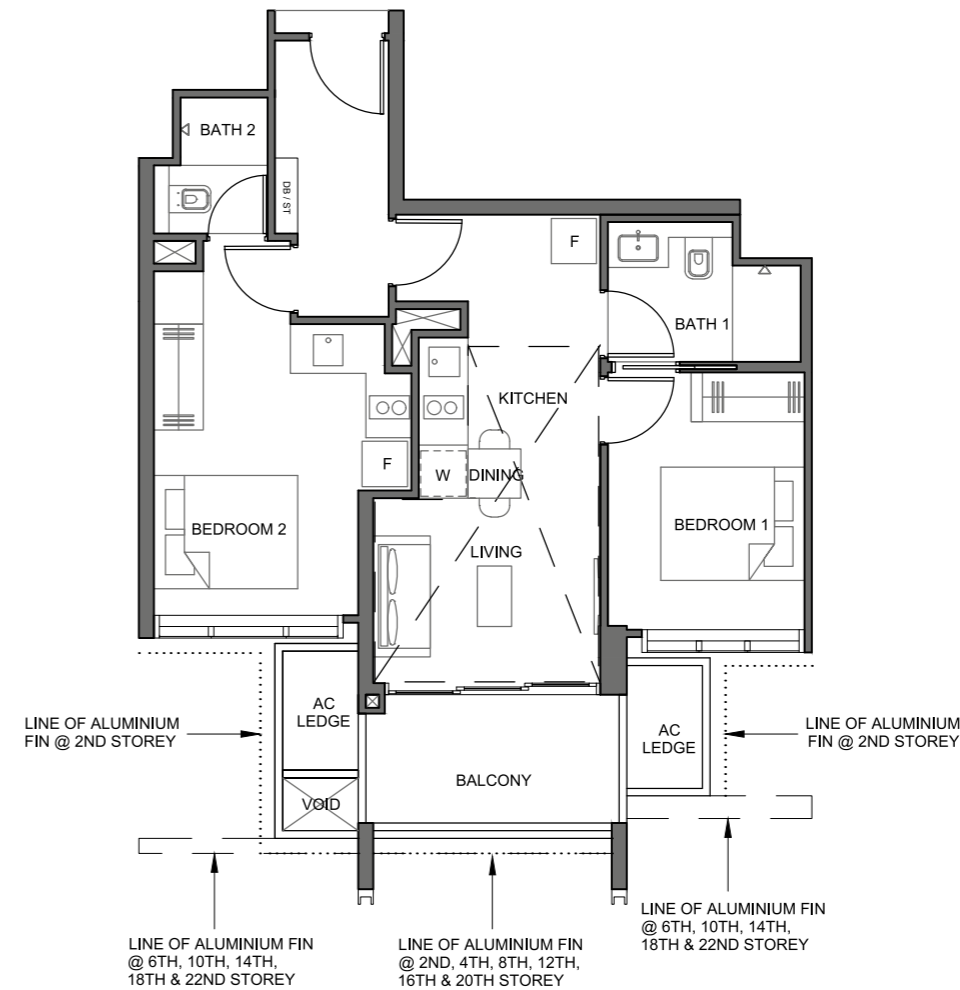 BATH 2
DB / ST
F
BATH 1
KITCHEN
F
W
DINING
BEDROOM 2
BEDROOM 1
LIVING
AC
LEDGE
LINE OF ALUMINIUM
FIN @ 2ND STOREY
AC
LEDGE
LINE OF ALUMINIUM
FIN @ 2ND STOREY
BALCONY
VOID
LINE OF ALUMINIUM FIN
@ 6TH, 10TH, 14TH,
18TH & 22ND STOREY
LINE OF ALUMINIUM FIN
@ 2ND, 4TH, 8TH, 12TH,
16TH & 20TH STOREY
LINE OF ALUMINIUM FIN
@ 6TH, 10TH, 14TH,
18TH & 22ND STOREY